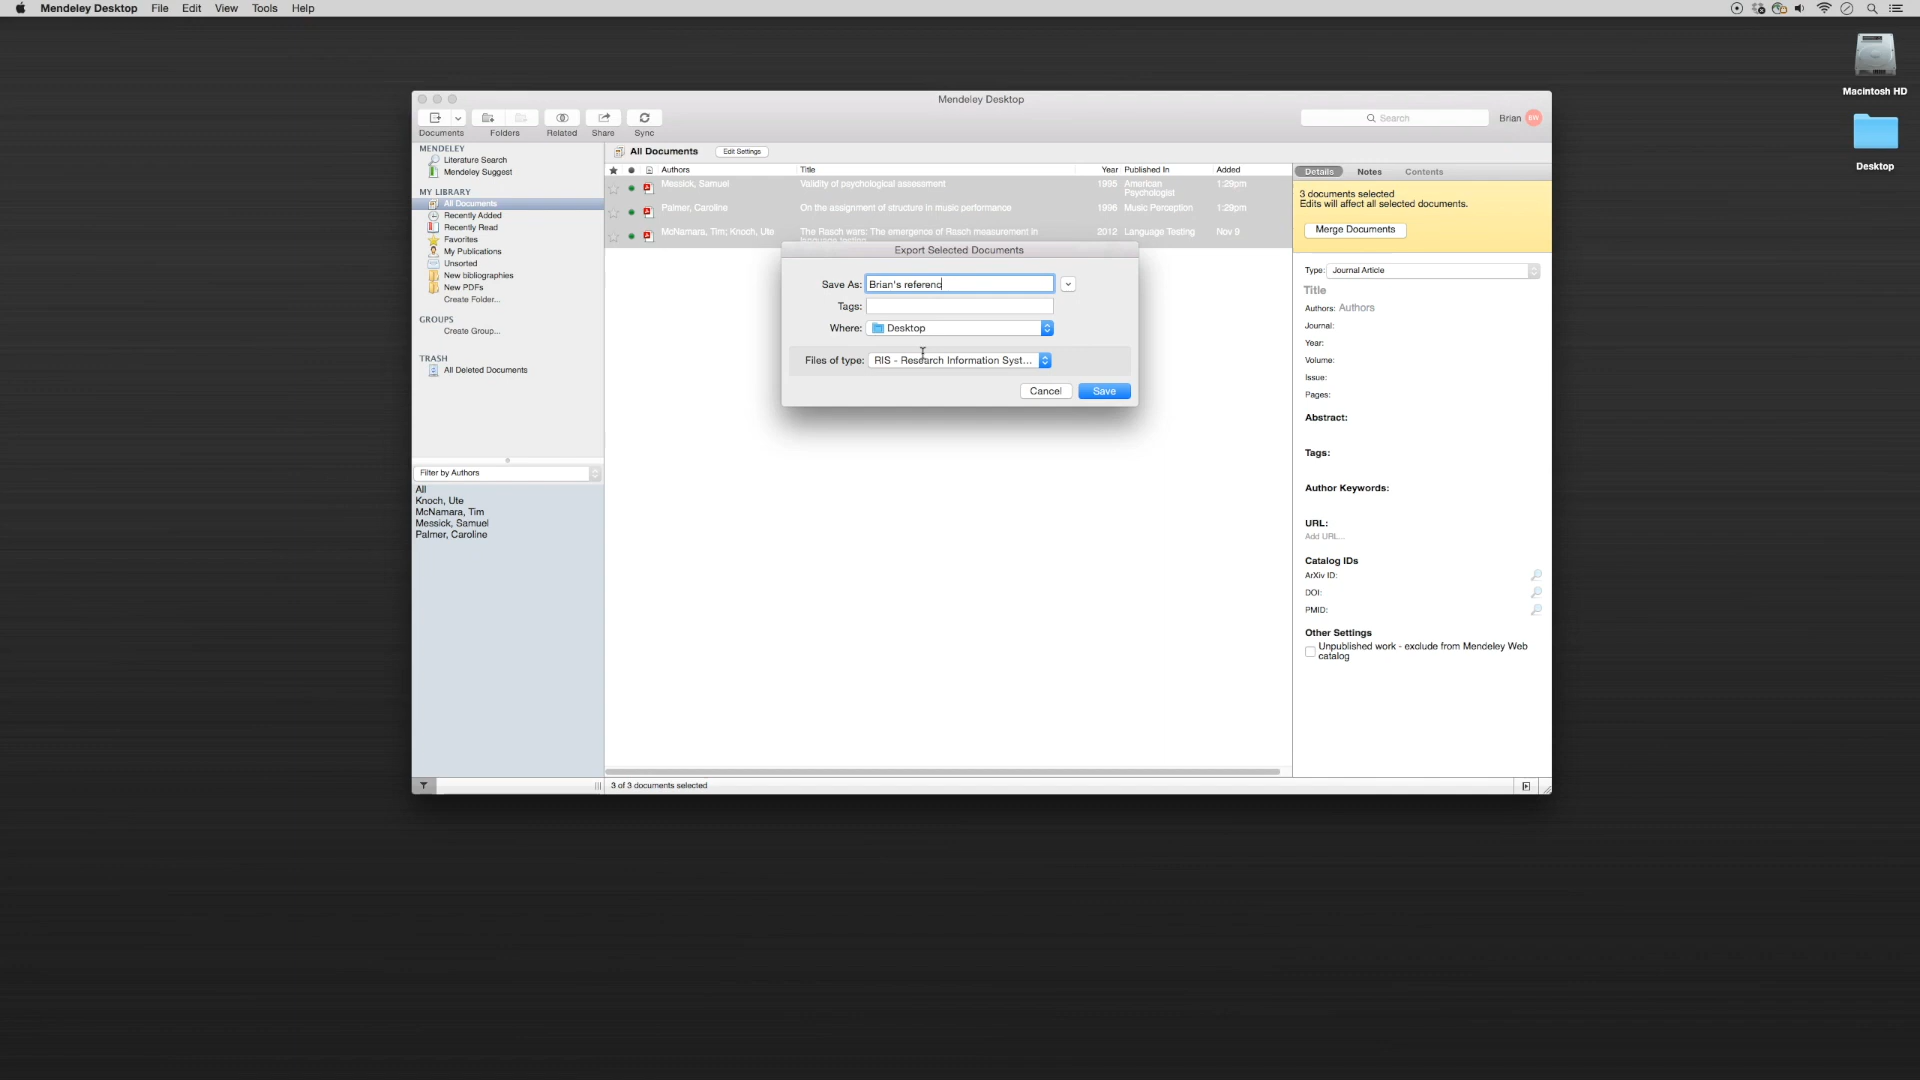 Mendeley Desktop File Edit View Tools Help
Macintosh HD
Desktop
Mendeley Desktop
Search
Brian BW
Documents Folders Related Share Sync
MENDELEY
Literature Search
Mendeley Suggest
MY LIBRARY
All Documents
Recently Added
Recently Read
Favorites
My Publications
Unsorted
New bibliographies
New PDFs
Create Folder...
GROUPS
Create Group...
TRASH
All Deleted Documents
Filter by Authors
All
Knoch, Ute
McNamara, Tim
Messick, Samuel
Palmer, Caroline
All Documents Edit Settings
Authors Title Year Published In Added
Messick, Samuel Validity of psychological assessment 1995 American Psychologist 1:29pm
Palmer, Caroline On the assignment of structure in music performance 1996 Music Perception 1:29pm
McNamara, Tim; Knoch, Ute The Rasch wars: The emergence of Rasch measurement in 2012 Language Testing Nov 9
Export Selected Documents
Save As: Brian's referenc
Tags:
Where: Desktop
Files of type: RIS - Research Information Syst...
Cancel Save
3 of 3 documents selected
Details Notes Contents
3 documents selected
Edits will affect all selected documents.
Merge Documents
Type: Journal Article
Title
Authors: Authors
Journal:
Year:
Volume:
Issue:
Pages:
Abstract:
Tags:
Author Keywords:
URL:
Add URL...
Catalog IDs
ArXiv ID:
DOI:
PMID:
Other Settings
Unpublished work - exclude from Mendeley Web
catalog